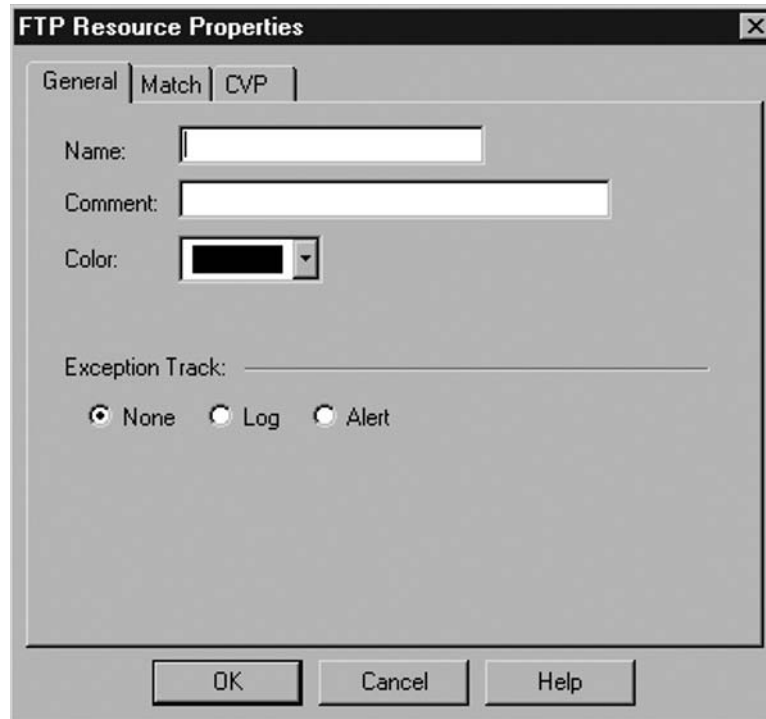 FTP Resource Properties
General Match CVP
Name:
Comment:
Color:
Exception Track:
None Log Alert
OK Cancel Help